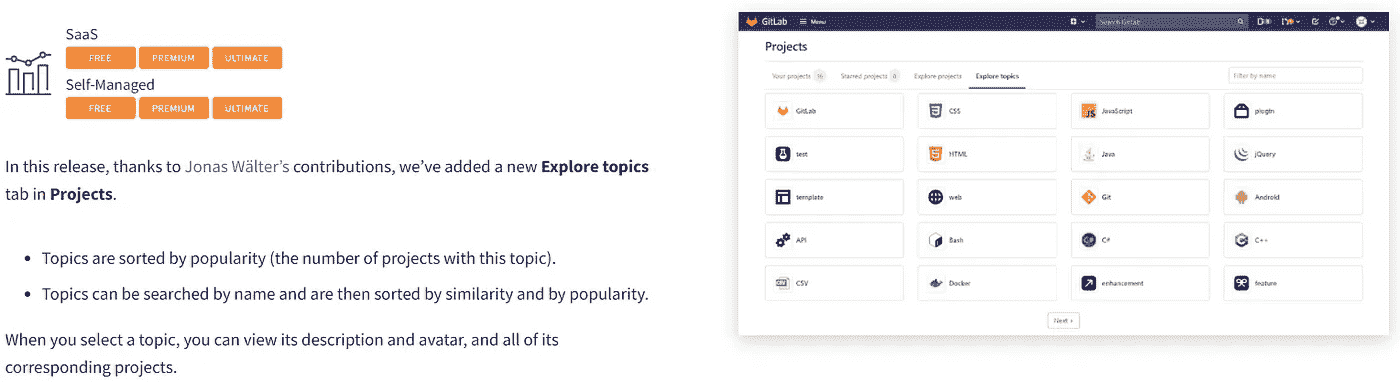 SaaS
FREE PREMIUM ULTIMATE
Self-Managed
FREE PREMIUM ULTIMATE
In this release, thanks to Jonas Wälter's contributions, we've added a new Explore topics
tab in Projects.
• Topics are sorted by popularity (the number of projects with this topic).
• Topics can be searched by name and are then sorted by similarity and by popularity.
When you select a topic, you can view its description and avatar, and all of its
corresponding projects.
GitLab Menu Search GitLab
Projects
Your projects Starred projects 0 Explore projects Explore topics Filter by name
GitLab CSS JavaScript plugin
test HTML Java jQuery
template web Git Android
API Bash C# C++
CSV Docker enhancement feature
Next ›